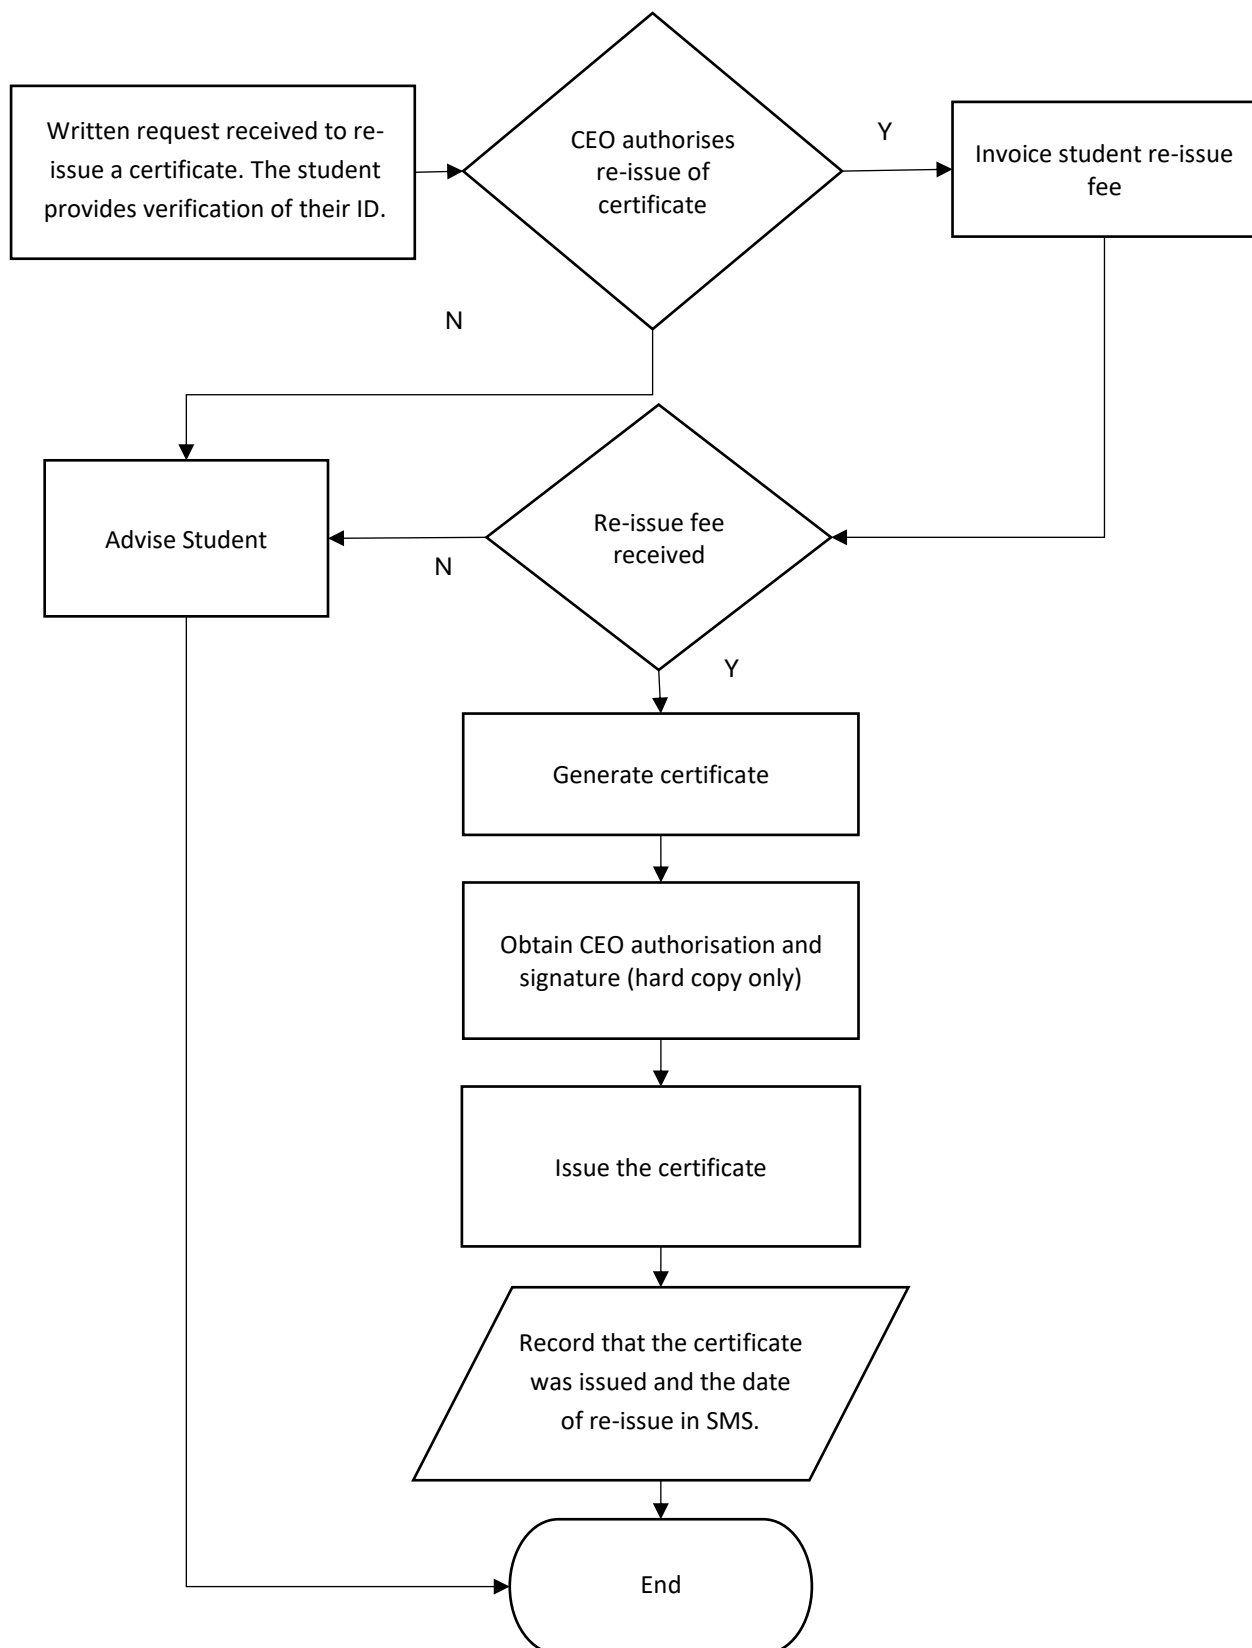 Written request received to re-
issue a certificate. The student
provides verification of their ID.
CEO authorises
re-issue of
certificate
Y
Invoice student re-issue
fee
N
Advise Student
N
Re-issue fee
received
Y
Generate certificate
Obtain CEO authorisation and
signature (hard copy only)
Issue the certificate
Record that the certificate
was issued and the date
of re-issue in SMS.
End